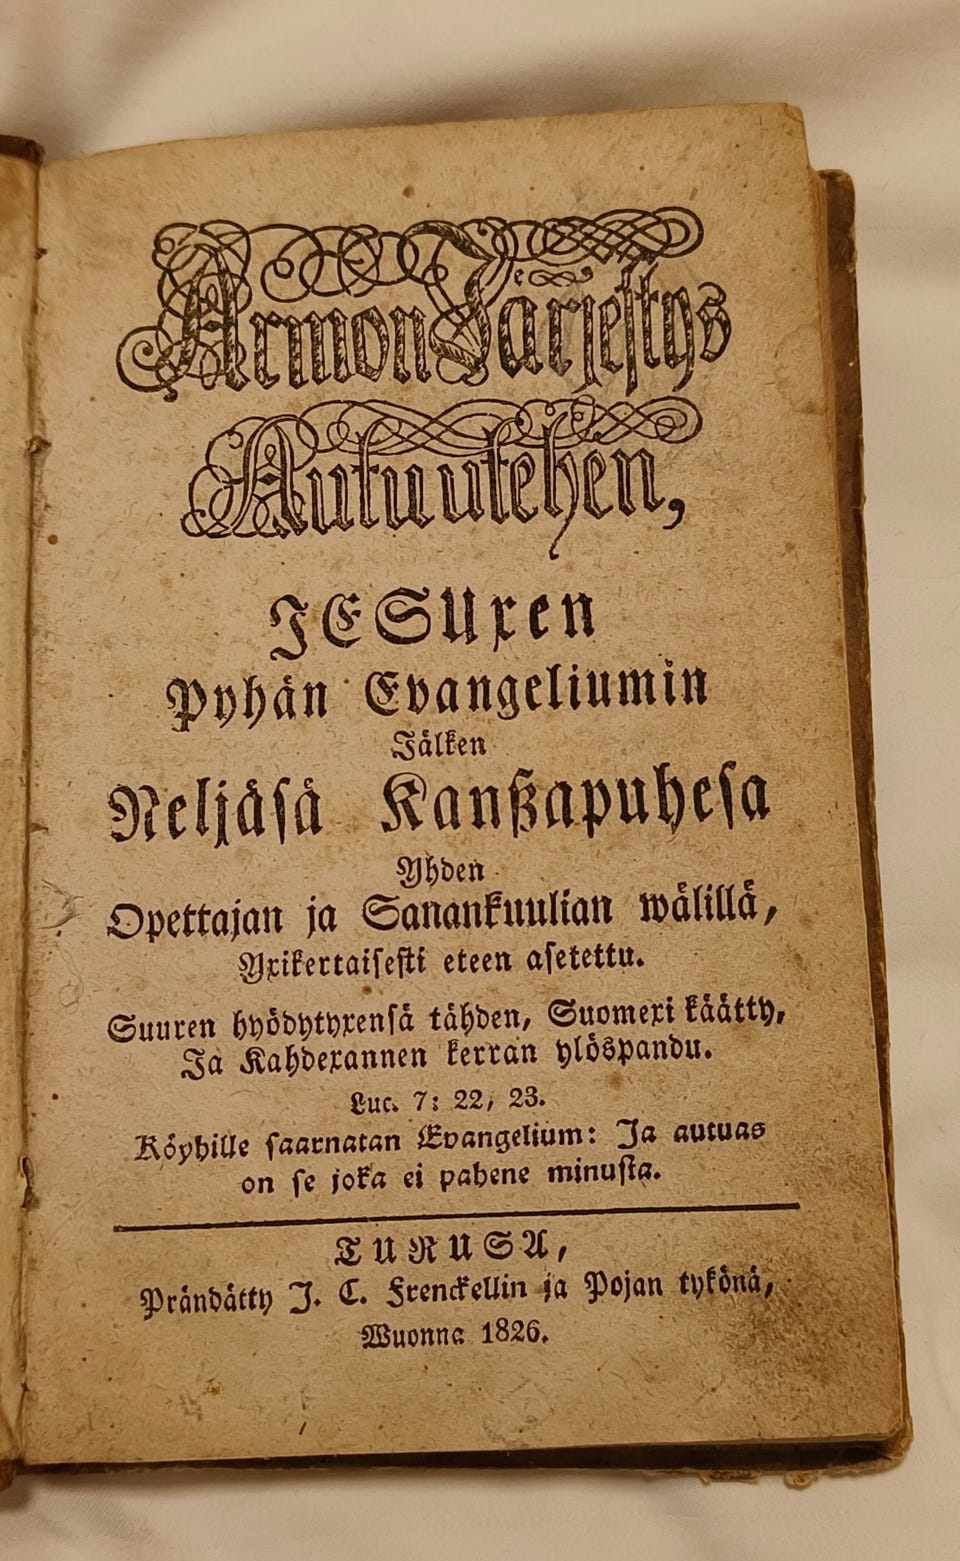 Armon Järjestys
Autuutehen,
JESUxen
Pyhän Evangeliumin
Jälken
Neljäsä Kanßapuhesa
Yhden
Opettajan ja Sanankuulian wälillä,
Yxikertaisesti eteen asetettu.
Suuren hyödytyxensä tähden, Suomexi käätty,
Ja Kahdexannen kerran ylöspandu.
Luc. 7: 22, 23.
Köyhille saarnatan Evangelium: Ja autuas
on se joka ei pahene minusta.
TURUSA,
Prändätty J. C. Frenckellin ja Pojan tykönä,
Wuonna 1826.